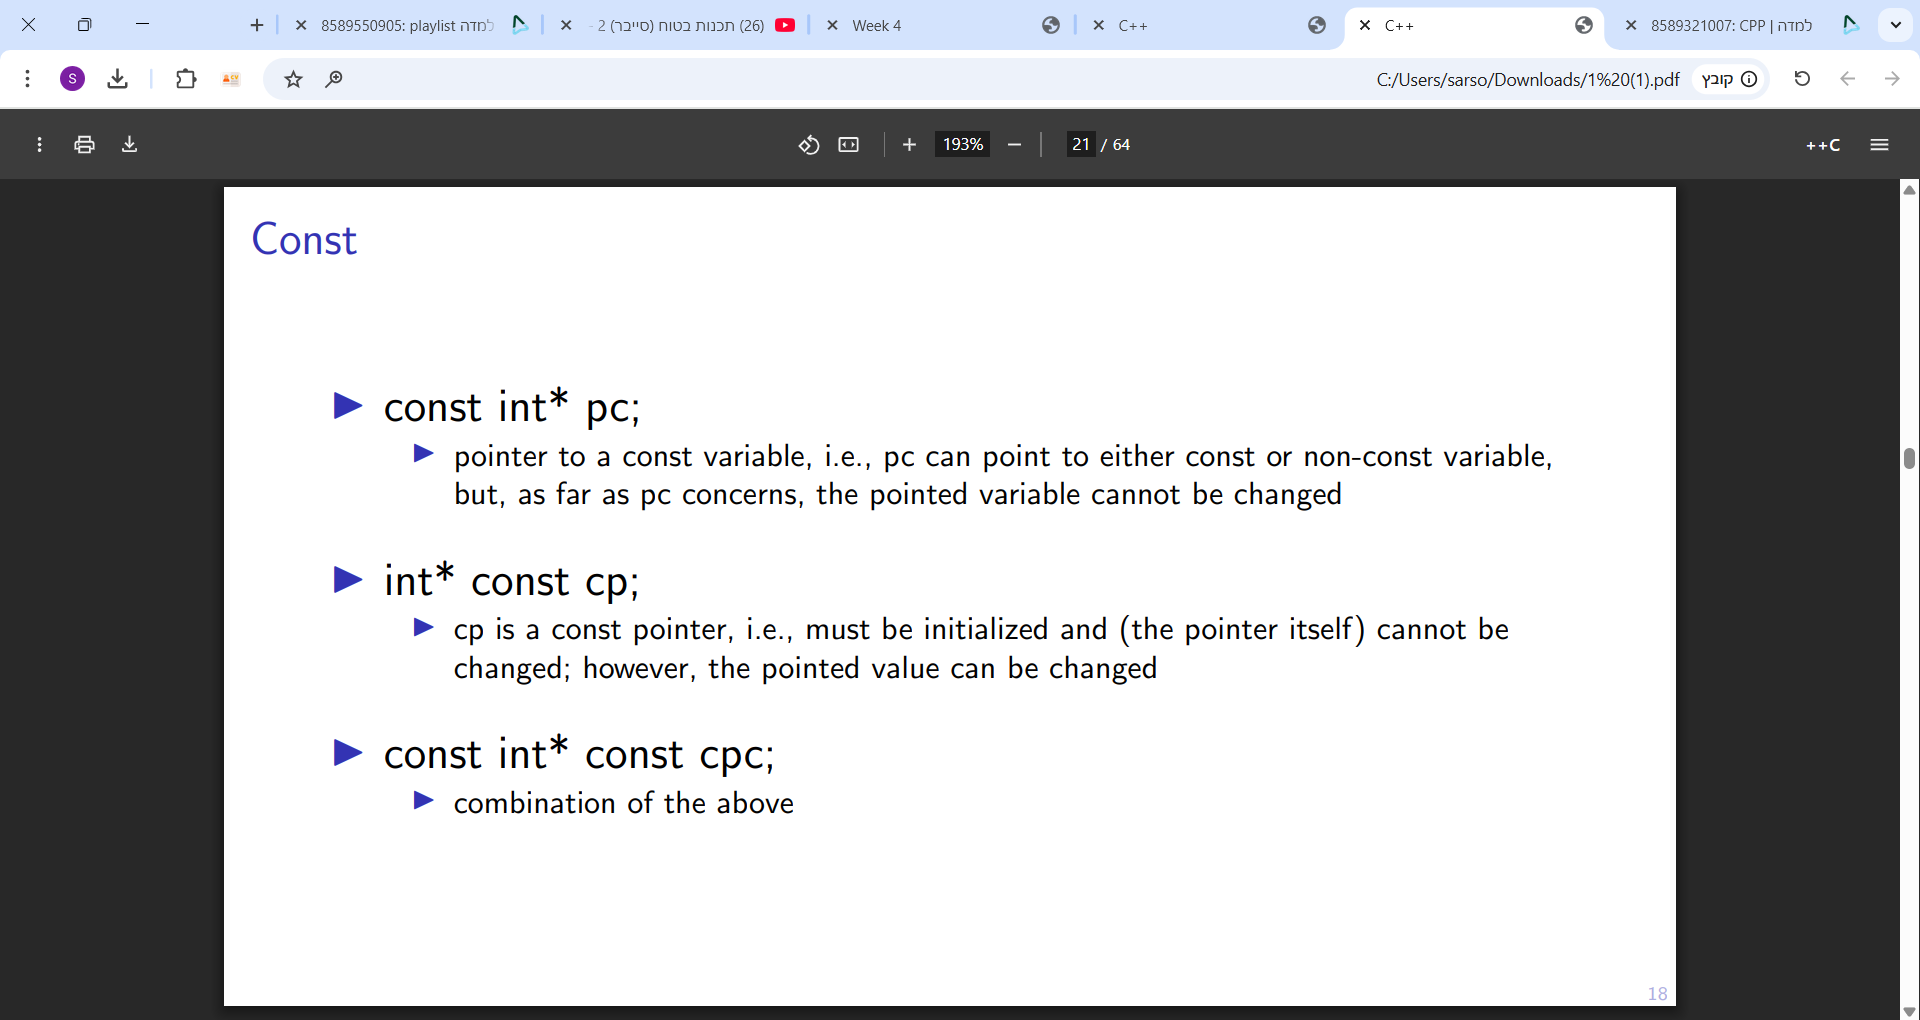 8589550905: playlist למדה
(26) תכנות בטוח (סייבר) 2 -
Week 4
C++
C++
8589321007: CPP | למדה
S
C:/Users/sarso/Downloads/1%20(1).pdf
קובץ
193%
21 / 64
++C
Const
const int* pc;
pointer to a const variable, i.e., pc can point to either const or non-const variable,
but, as far as pc concerns, the pointed variable cannot be changed
int* const cp;
cp is a const pointer, i.e., must be initialized and (the pointer itself) cannot be
changed; however, the pointed value can be changed
const int* const cpc;
combination of the above
18